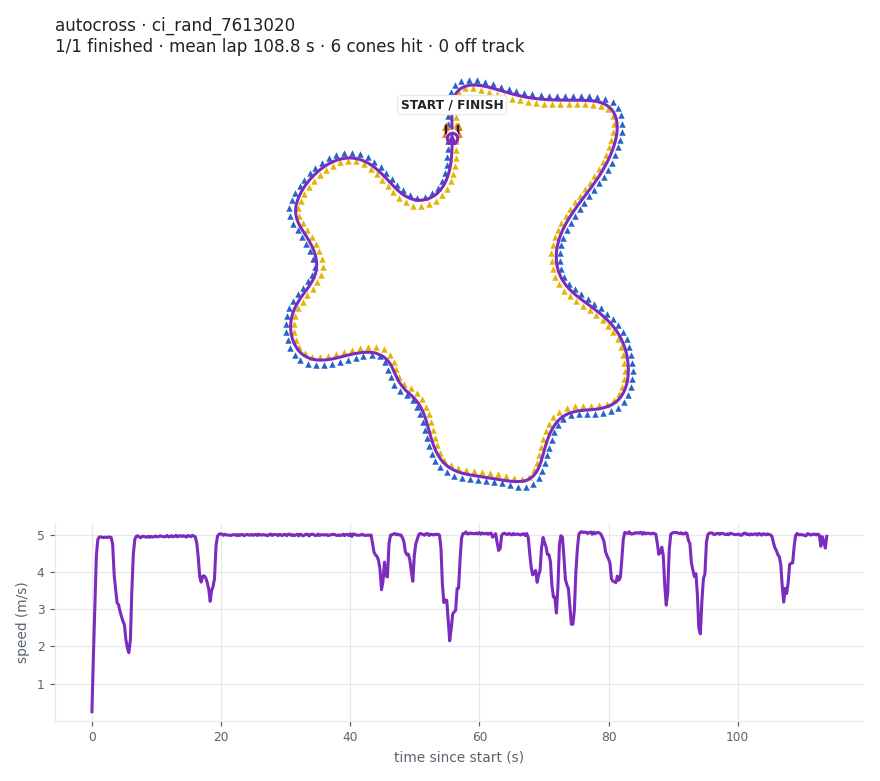 autocross · ci_rand_7613020
1/1 finished · mean lap 108.8 s · 6 cones hit · 0 off track
START / FINISH
5
4
3
2
1
speed (m/s)
0
20
40
60
80
100
time since start (s)